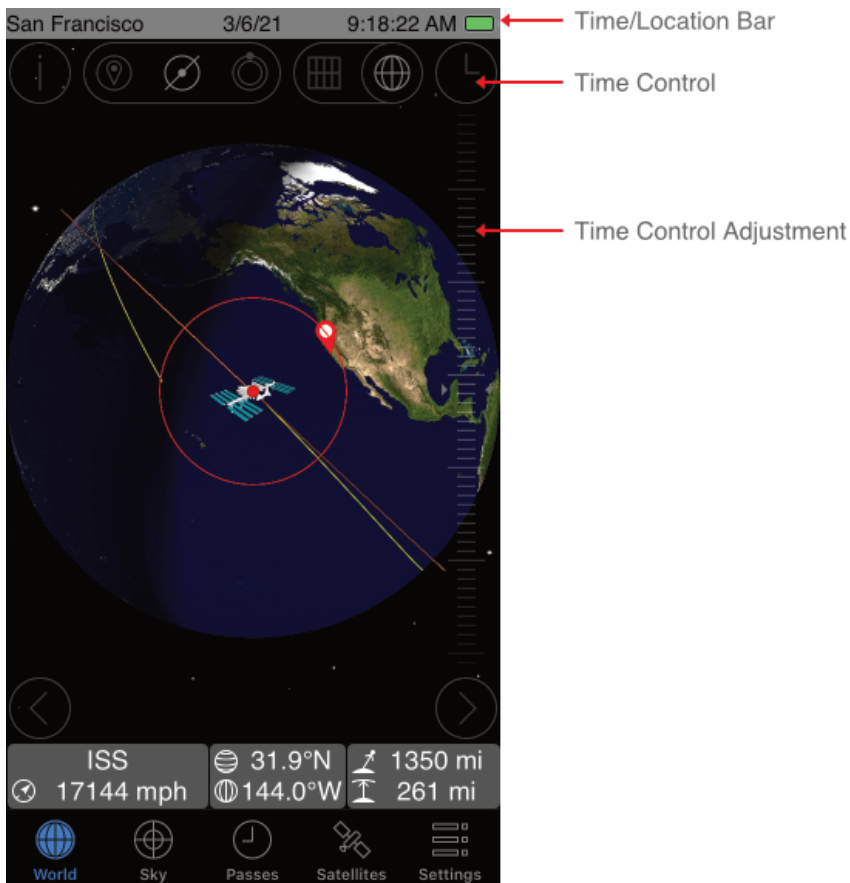 San Francisco 3/6/21 9:18:22 AM
Time/Location Bar
Time Control
Time Control Adjustment
ISS 31.9°N 1350 mi
17144 mph 144.0°W 261 mi
World Sky Passes Satellites Settings